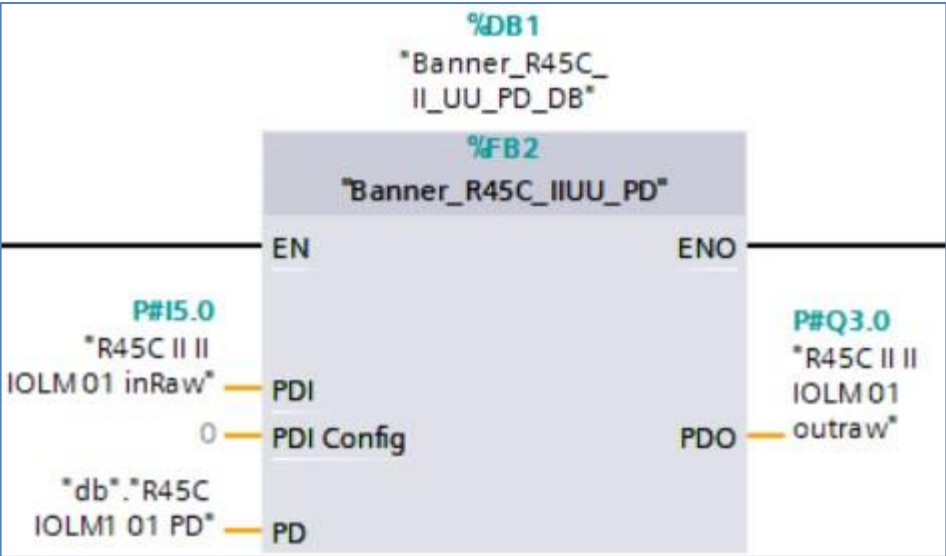 %DB1
"Banner_R45C_
II_UU_PD_DB"
%FB2
"Banner_R45C_IIUU_PD"
EN
ENO
P#I5.0
"R45C II II
IOLM 01 inRaw"
PDI
0
PDI Config
"db"."R45C
IOLM1 01 PD"
PD
P#Q3.0
"R45C II II
IOLM 01
outraw"
PDO